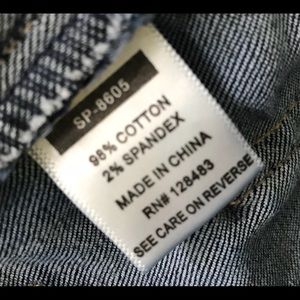 SP-8605
98% COTTON
2% SPANDEX
MADE IN CHINA
RN# 128483
SEE CARE ON REVERSE